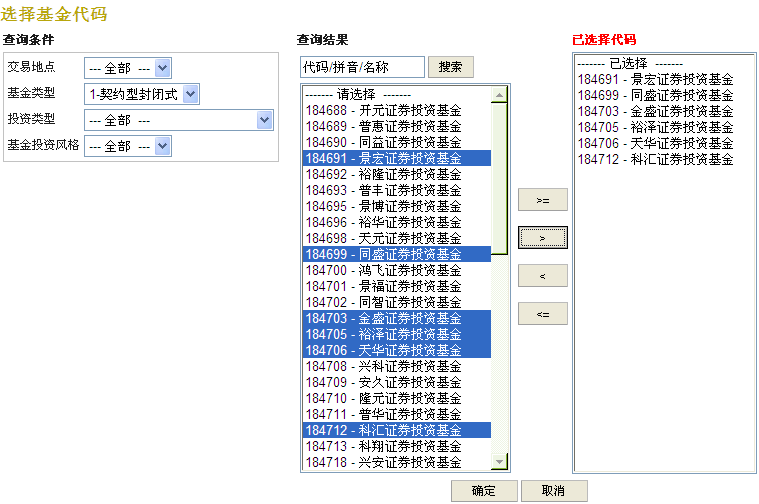 选择基金代码
查询条件
交易地点 --- 全部 ---
基金类型 1-契约型封闭式
投资类型 --- 全部 ---
基金投资风格 --- 全部 ---
查询结果
代码/拼音/名称 搜索
------- 请选择 -------
184688 - 开元证券投资基金
184689 - 普惠证券投资基金
184690 - 同益证券投资基金
184691 - 景宏证券投资基金
184692 - 裕隆证券投资基金
184693 - 普丰证券投资基金
184695 - 景博证券投资基金
184696 - 裕华证券投资基金
184698 - 天元证券投资基金
184699 - 同盛证券投资基金
184700 - 鸿飞证券投资基金
184701 - 景福证券投资基金
184702 - 同智证券投资基金
184703 - 金盛证券投资基金
184705 - 裕泽证券投资基金
184706 - 天华证券投资基金
184708 - 兴科证券投资基金
184709 - 安久证券投资基金
184710 - 隆元证券投资基金
184711 - 普华证券投资基金
184712 - 科汇证券投资基金
184713 - 科翔证券投资基金
184718 - 兴安证券投资基金
>=
>
<
<=
已选择代码
------- 已选择 -------
184691 - 景宏证券投资基金
184699 - 同盛证券投资基金
184703 - 金盛证券投资基金
184705 - 裕泽证券投资基金
184706 - 天华证券投资基金
184712 - 科汇证券投资基金
确定 取消